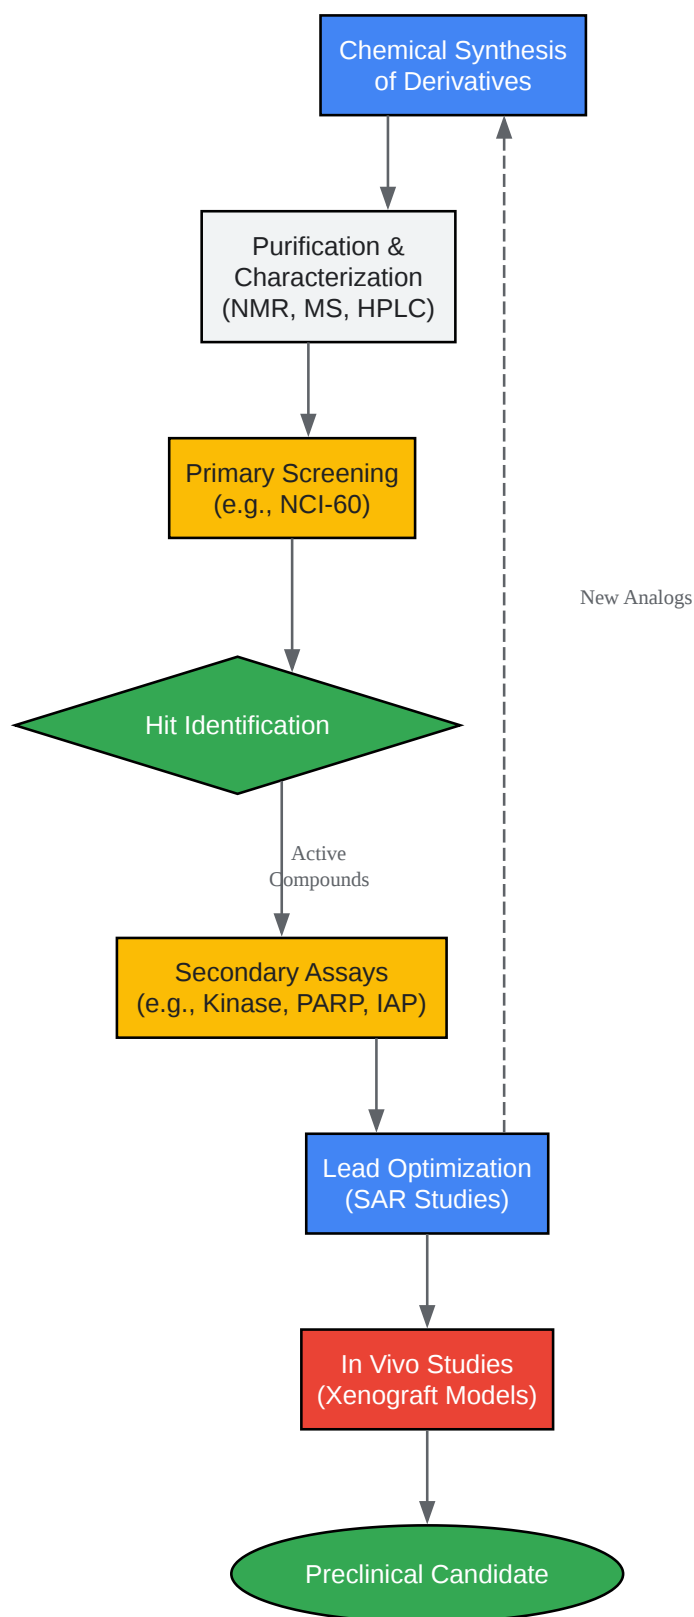 Chemical Synthesis
of Derivatives
Purification &
Characterization
(NMR, MS, HPLC)
Primary Screening
(e.g., NCI-60)
New Analogs
Hit Identification
Active
Compounds
Secondary Assays
(e.g., Kinase, PARP, IAP)
Lead Optimization
(SAR Studies)
In Vivo Studies
(Xenograft Models)
Preclinical Candidate